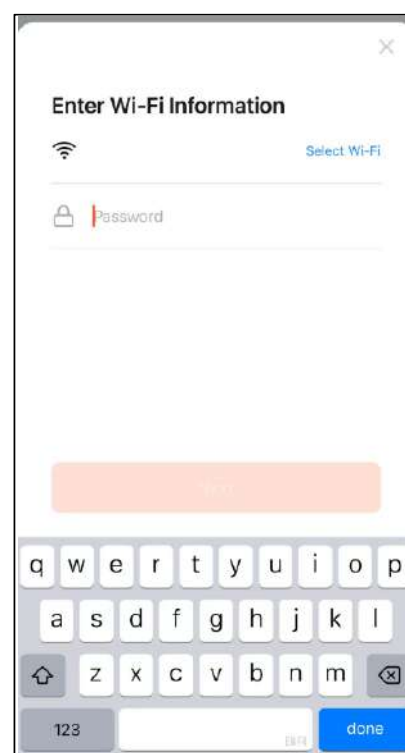 Enter Wi-Fi Information
Select Wi-Fi
Password
q w e r t y u i o p
a s d f g h j k l
z x c v b n m
123
done